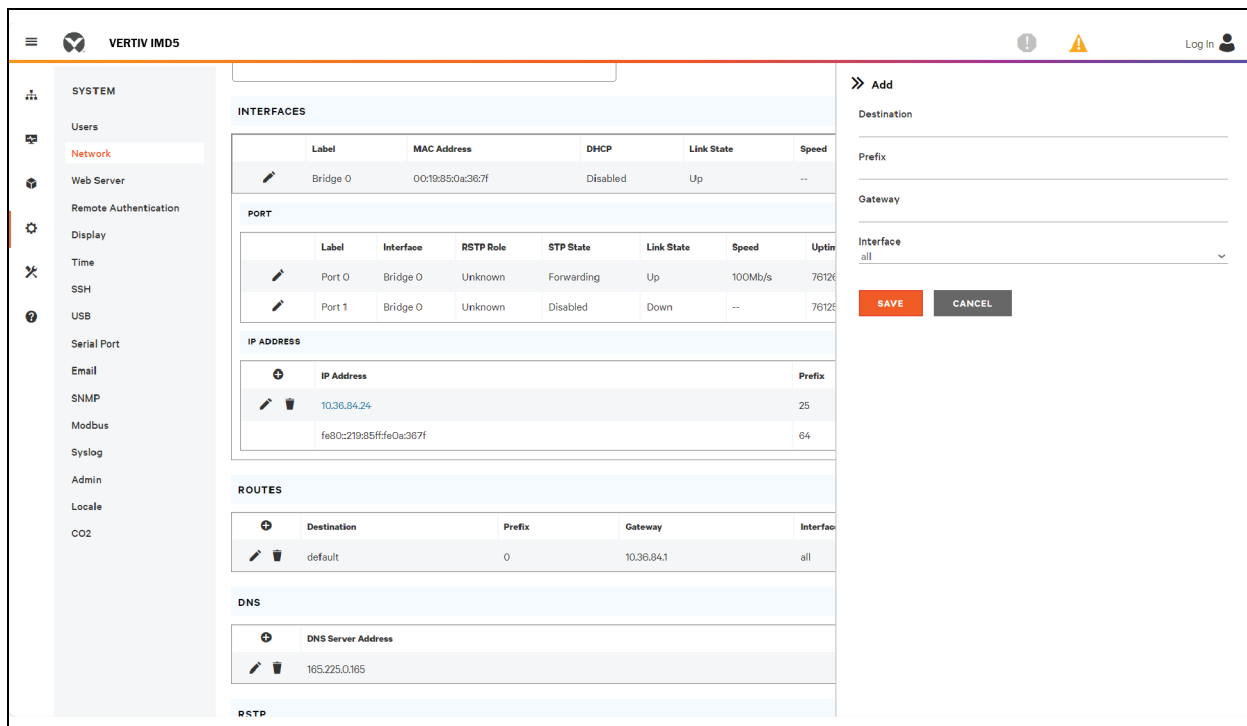 VERTIV IMD5
Log In
SYSTEM
Users
Network
Web Server
Remote Authentication
Display
Time
SSH
USB
Serial Port
Email
SNMP
Modbus
Syslog
Admin
Locale
CO2
INTERFACES
Label MAC Address DHCP Link State Speed
Bridge 0 00:19:85:0a:36:7f Disabled Up --
PORT
Label Interface RSTP Role STP State Link State Speed Uptim
Port 0 Bridge 0 Unknown Forwarding Up 100Mb/s 76126
Port 1 Bridge 0 Unknown Disabled Down -- 76125
IP ADDRESS
IP Address Prefix
10.36.84.24 25
fe80::219:85ff:fe0a:367f 64
ROUTES
Destination Prefix Gateway Interfac
default 0 10.36.84.1 all
DNS
DNS Server Address
165.225.0.165
RSTP
Add
Destination
Prefix
Gateway
Interface
all
SAVE CANCEL